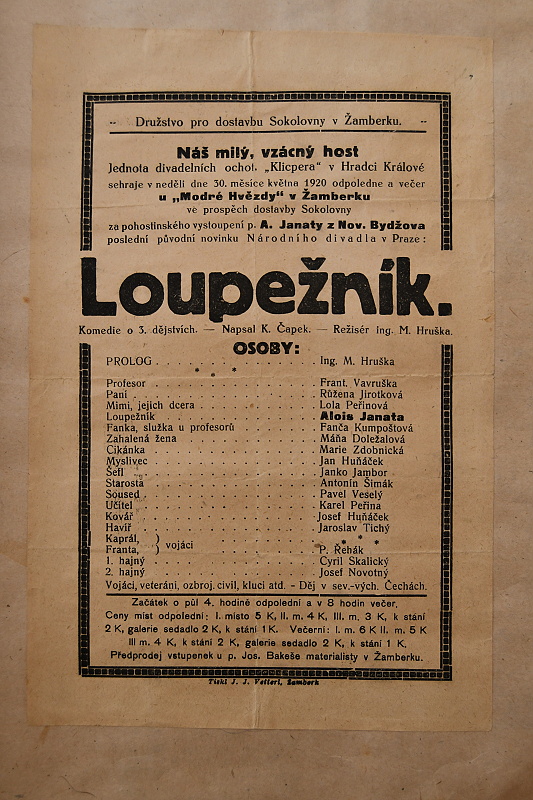 -- Družstvo pro dostavbu Sokolovny v Žamberku. --
Náš milý, vzácný host
Jednota divadelních ochot. „Klicpera" v Hradci Králové
sehraje v neděli dne 30. měsíce května 1920 odpoledne a večer
u „Modré Hvězdy" v Žamberku
ve prospěch dostavby Sokolovny
za pohostinského vystoupení p. A. Janaty z Nov. Bydžova
poslední původní novinku Národního divadla v Praze:
Loupežník.
Komedie o 3. dějstvích. — Napsal K. Čapek. — Režisér ing. M. Hruška.
OSOBY:
PROLOG . . . . . . . . . . . . . . Ing. M. Hruška
* * *
Profesor . . . . . . . . . . . . . Frant. Vavruška
Paní . . . . . . . . . . . . . . . Růžena Jirotková
Mimi, jejich dcera . . . . . . . . Lola Peřinová
Loupežník . . . . . . . . . . . . Alois Janata
Fanka, služka u profesorů . . . . . Fanča Kumpoštová
Zahalená žena . . . . . . . . . . Máňa Doležalová
Cikánka . . . . . . . . . . . . . Marie Zdobnická
Myslivec . . . . . . . . . . . . . Jan Huňáček
Šefl . . . . . . . . . . . . . . . Janko Jambor
Starosta . . . . . . . . . . . . . Antonín Šimák
Soused . . . . . . . . . . . . . . Pavel Veselý
Učitel . . . . . . . . . . . . . . Karel Peřina
Kovář . . . . . . . . . . . . . . Josef Huňáček
Havíř . . . . . . . . . . . . . . Jaroslav Tichý
Kaprál, } vojáci . . . . . . . . . * * *
Franta, } . . . . . . . . . P. Řehák
1. hajný . . . . . . . . . . . . . Cyril Skalický
2. hajný . . . . . . . . . . . . . Josef Novotný
Vojáci, veteráni, ozbroj. civil, kluci atd. - Děj v sev.-vých. Čechách.
Začátek o půl 4. hodině odpolední a v 8 hodin večer.
Ceny míst odpolední: I. místo 5 K, II. m. 4 K, III. m. 3 K, k stání
2 K, galerie sedadlo 2 K, k stání 1 K. Večerní: I. m. 6 K II. m. 5 K
III m. 4 K, k stání 2 K, galerie sedadlo 2 K, k stání 1 K.
Předprodej vstupenek u p. Jos. Bakeše materialisty v Žamberku.
Tiskl J. J. Vetterl, Žamberk